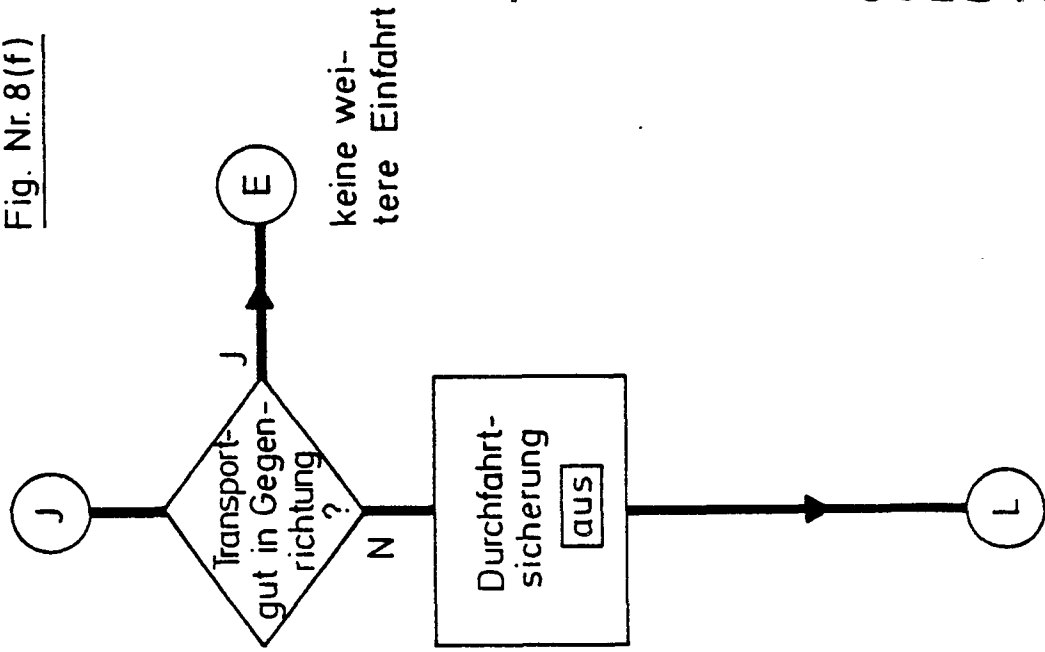 Fig. Nr. 8(f)
J
Transport-
gut in Gegen-
richtung
?
J
E
keine wei-
tere Einfahrt
N
Durchfahrt-
sicherung
aus
L